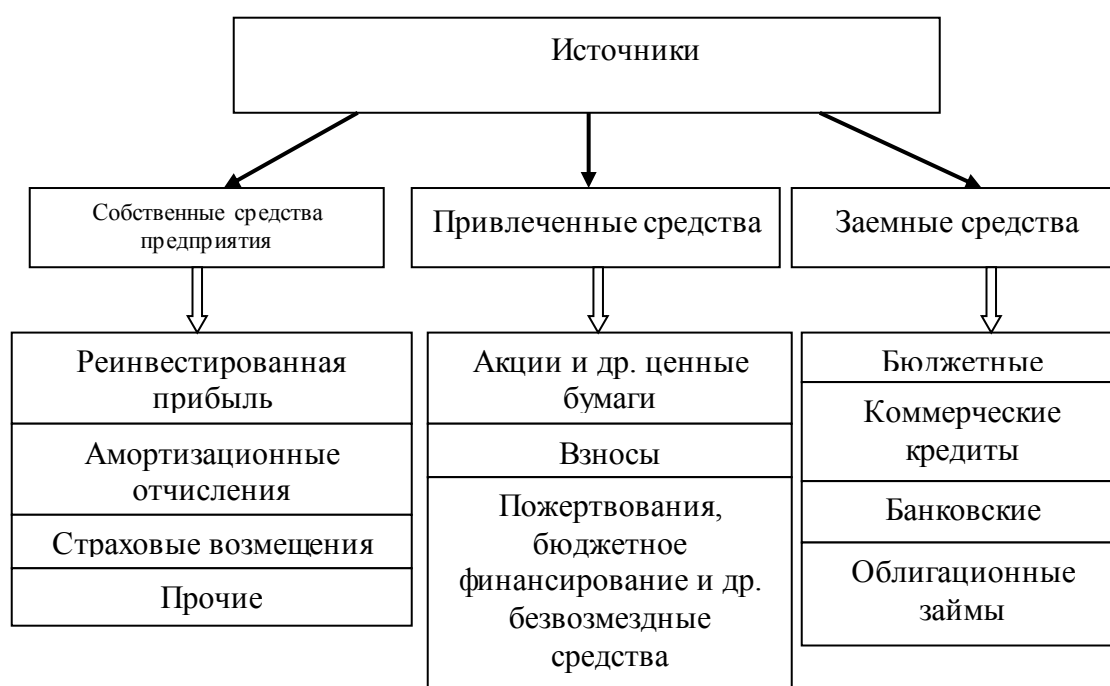 Источники
Собственные средства
предприятия
Привлеченные средства
Заемные средства
Реинвестированная
прибыль
Амортизационные
отчисления
Страховые возмещения
Прочие
Акции и др. ценные
бумаги
Взносы
Пожертвования,
бюджетное
финансирование и др.
безвозмездные
средства
Бюджетные
Коммерческие
кредиты
Банковские
Облигационные
займы